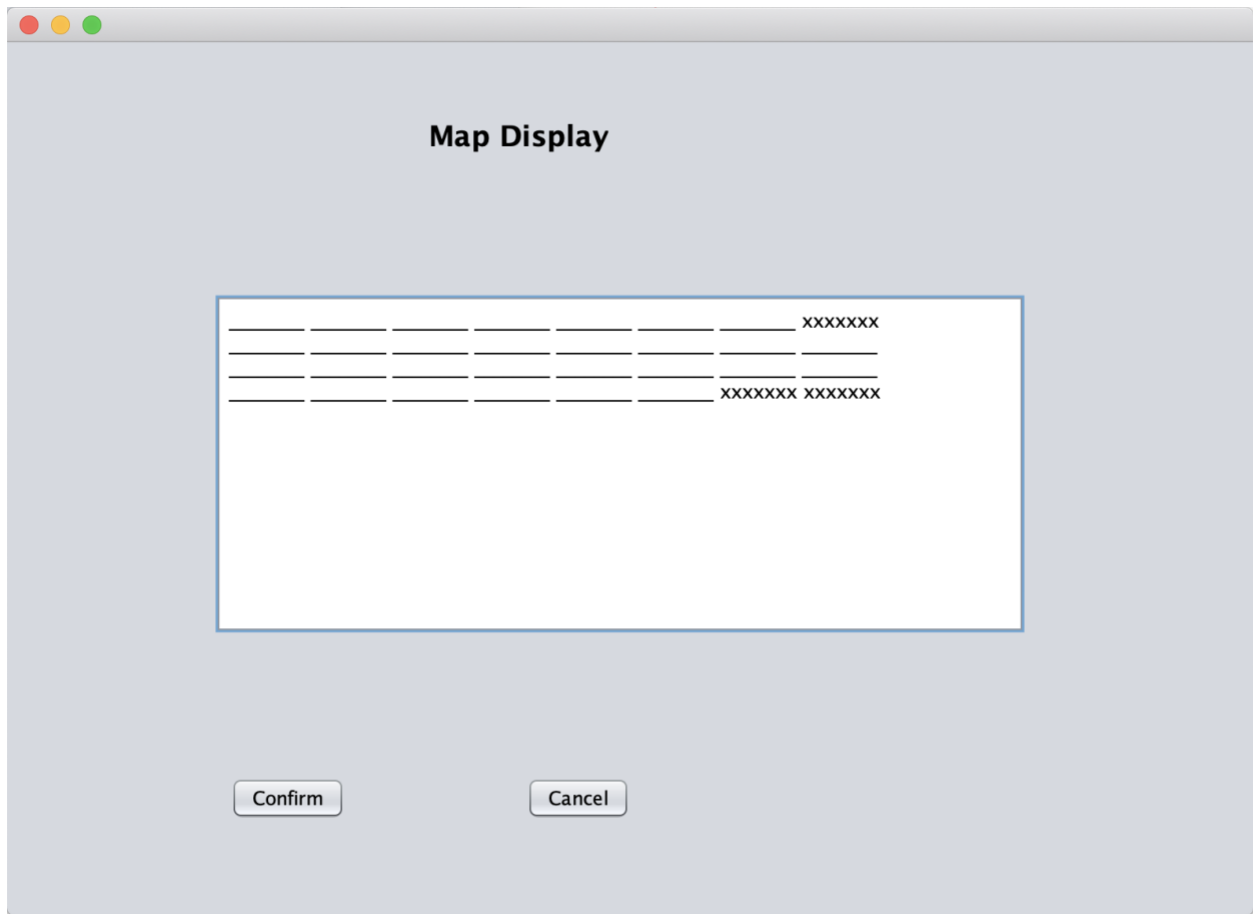 Map Display
_______ _______ _______ _______ _______ _______ _______ xxxxxxx
_______ _______ _______ _______ _______ _______ _______ _______
_______ _______ _______ _______ _______ _______ _______ _______
_______ _______ _______ _______ _______ _______ xxxxxxx xxxxxxx
Confirm Cancel